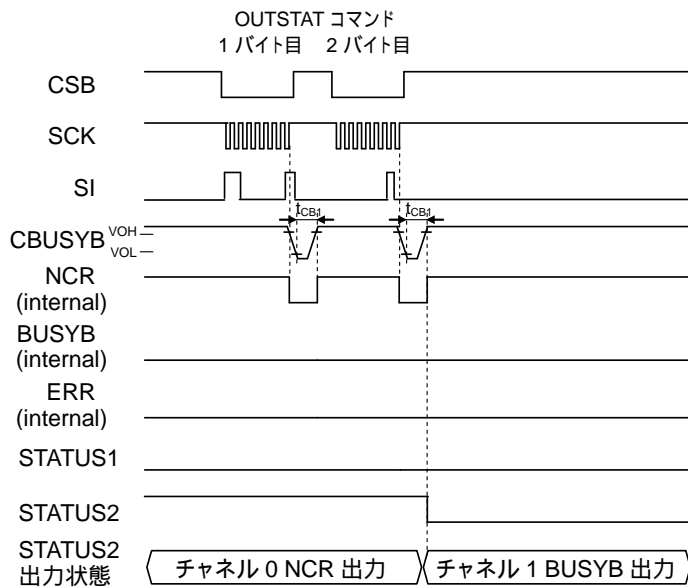 OUTSTAT コマンド
1 バイト目 2 バイト目
CSB
SCK
SI
tCB1 tCB1
CBUSYB VOH
VOL
NCR
(internal)
BUSYB
(internal)
ERR
(internal)
STATUS1
STATUS2
STATUS2
出力状態
チャネル 0 NCR 出力 チャネル 1 BUSYB 出力